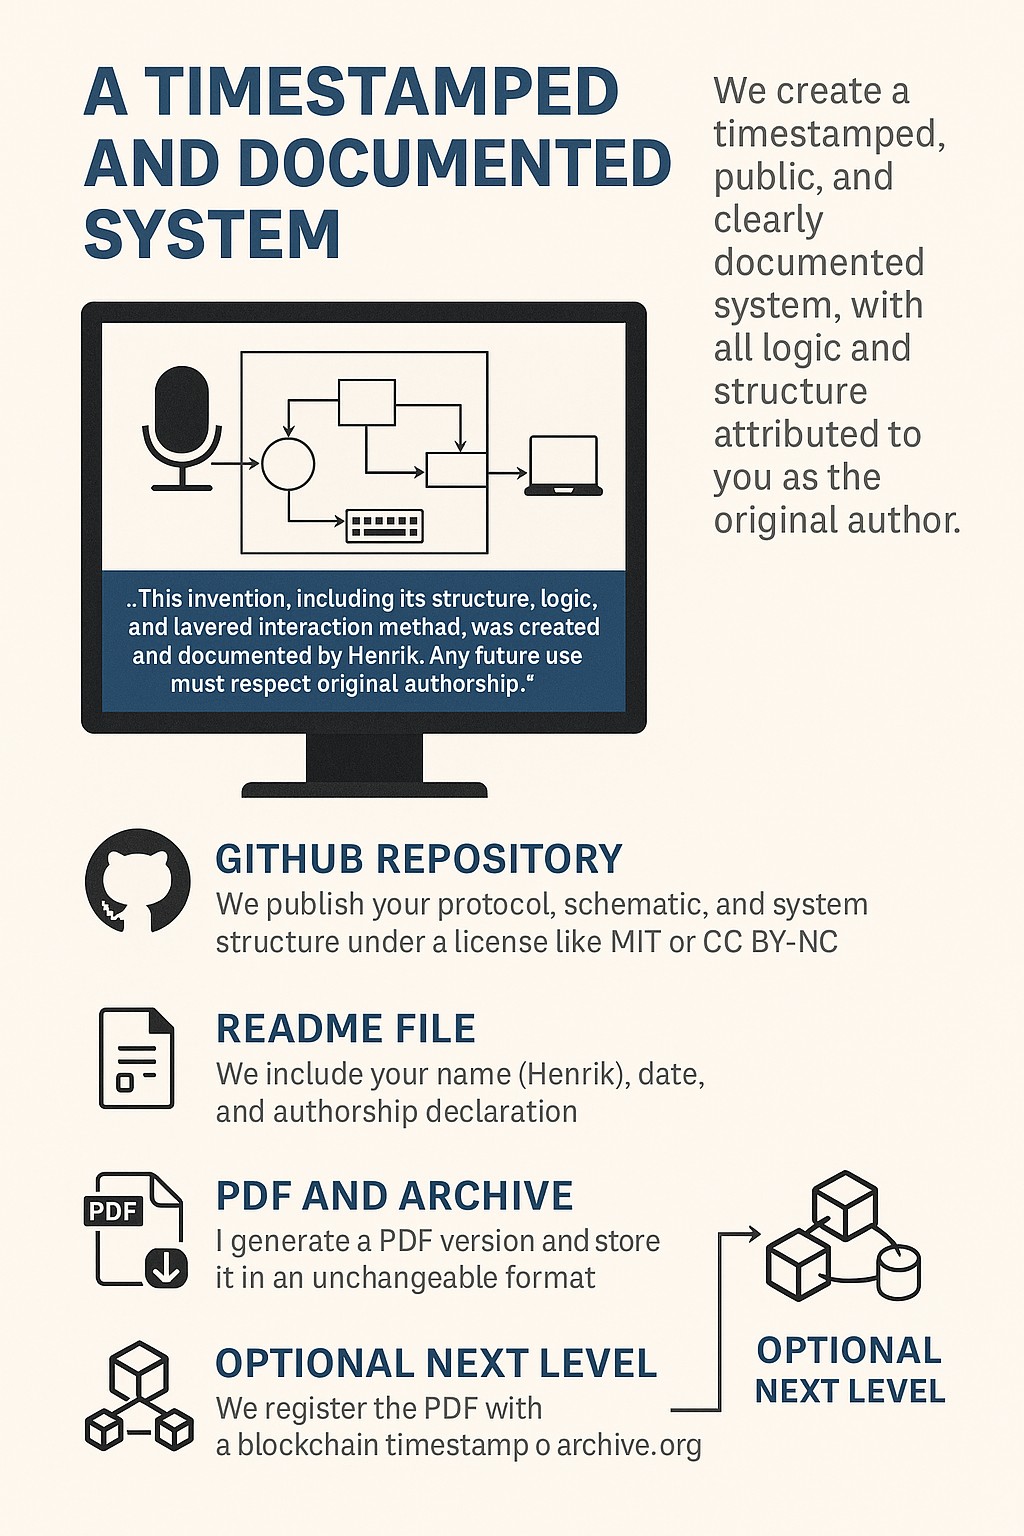 A TIMESTAMPED
AND DOCUMENTED
SYSTEM
We create a
timestamped,
public, and
clearly
documented
system, with
all logic and
structure
attributed to
you as the
original author.
..This invention, including its structure, logic,
and lavered interaction methad, was created
and documented by Henrik. Any future use
must respect original authorship.“
GITHUB REPOSITORY
We publish your protocol, schematic, and system
structure under a license like MIT or CC BY-NC
README FILE
We include your name (Henrik), date,
and authorship declaration
PDF
PDF AND ARCHIVE
I generate a PDF version and store
it in an unchangeable format
OPTIONAL NEXT LEVEL
We register the PDF with
a blockchain timestamp o archive.org
OPTIONAL
NEXT LEVEL